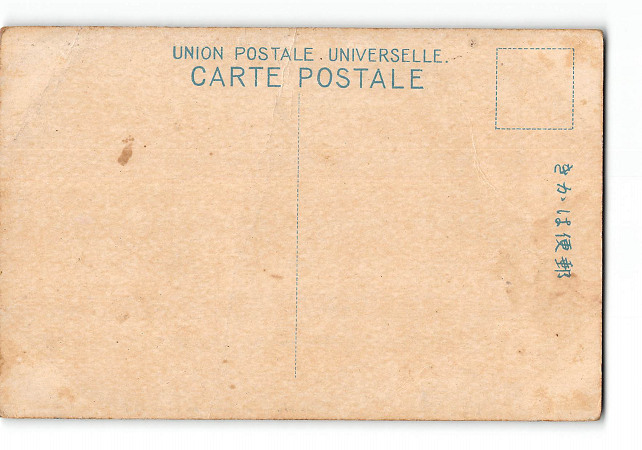 UNION POSTALE . UNIVERSELLE.
CARTE POSTALE
きかは便郵